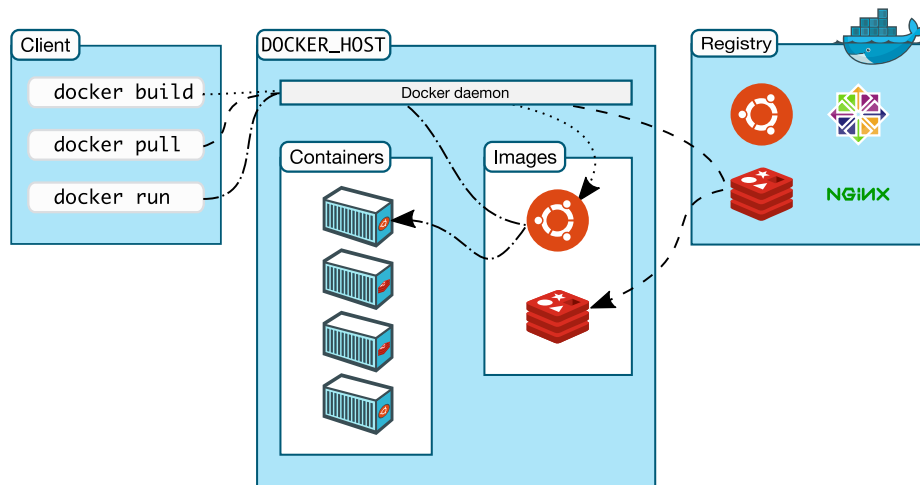 Client
docker build
docker pull
docker run
DOCKER_HOST
Docker daemon
Containers
Images
Registry
NGINX